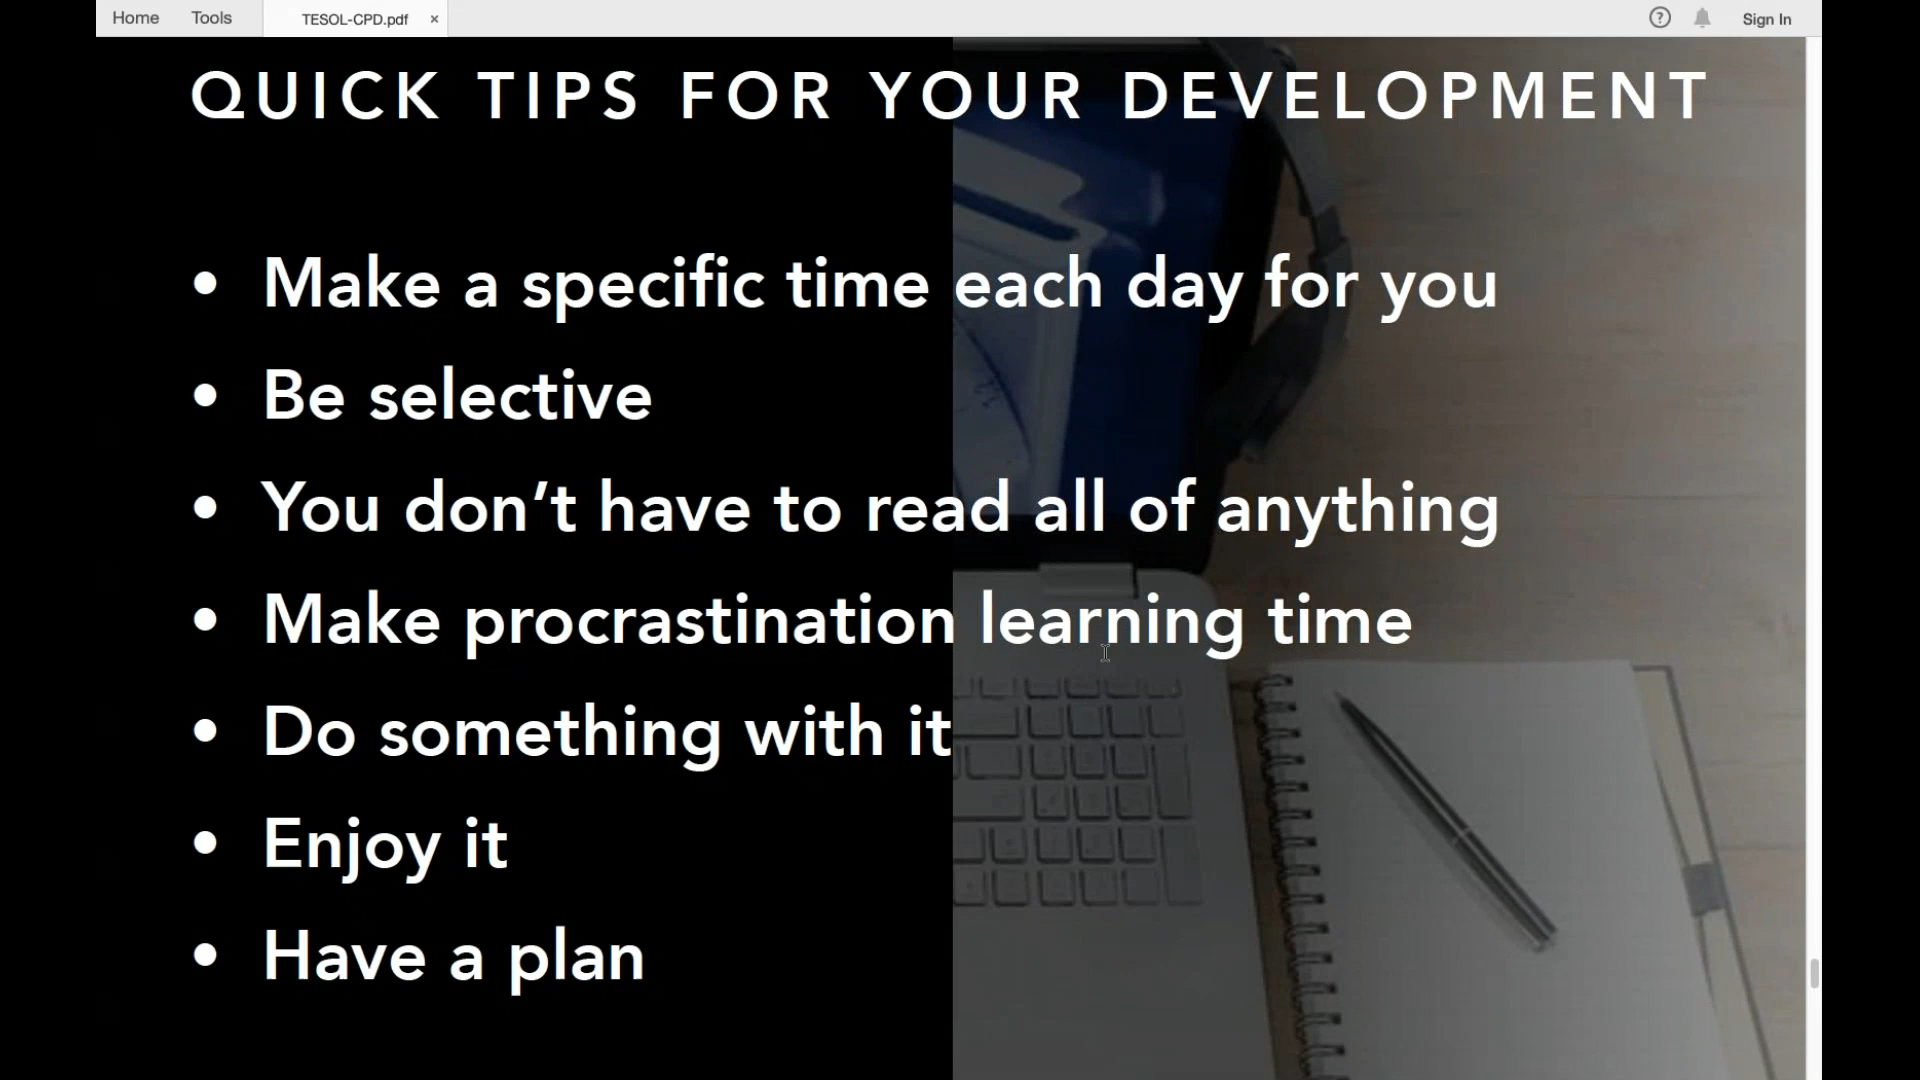 Home Tools TESOL-CPD.pdf × ? Sign In
QUICK TIPS FOR YOUR DEVELOPMENT
• Make a specific time each day for you
• Be selective
• You don’t have to read all of anything
• Make procrastination learning time
• Do something with it
• Enjoy it
• Have a plan